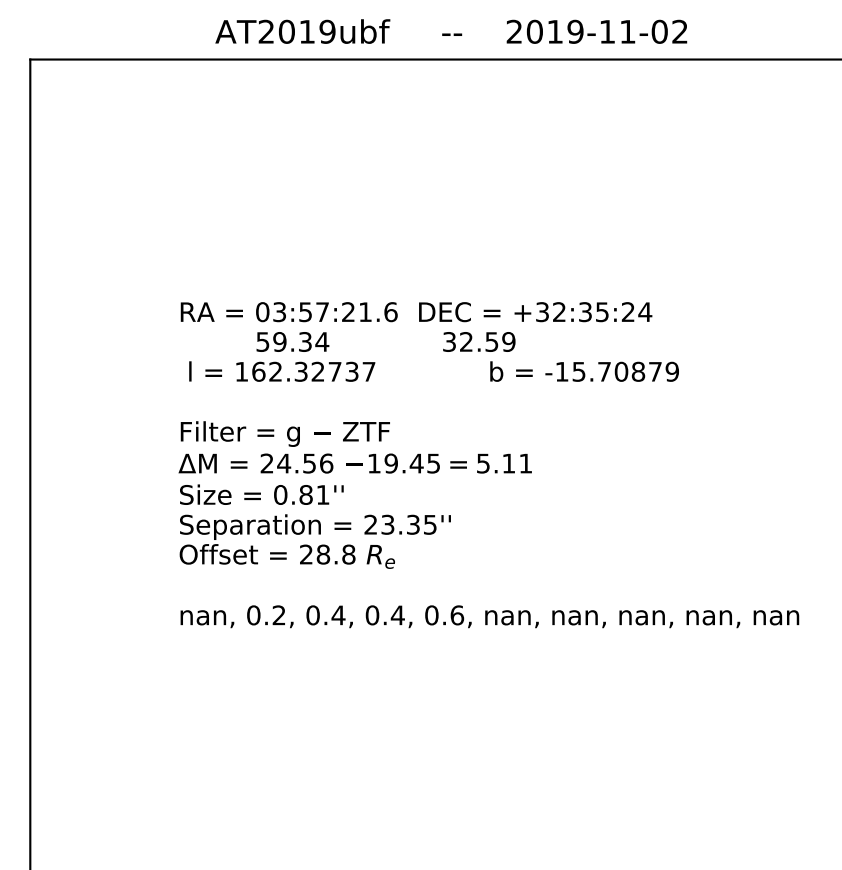 AT2019ubf -- 2019-11-02
RA = 03:57:21.6 DEC = +32:35:24
59.34 32.59
l = 162.32737 b = -15.70879
Filter = g − ZTF
ΔM = 24.56 −19.45 = 5.11
Size = 0.81''
Separation = 23.35''
Offset = 28.8 Re
nan, 0.2, 0.4, 0.4, 0.6, nan, nan, nan, nan, nan